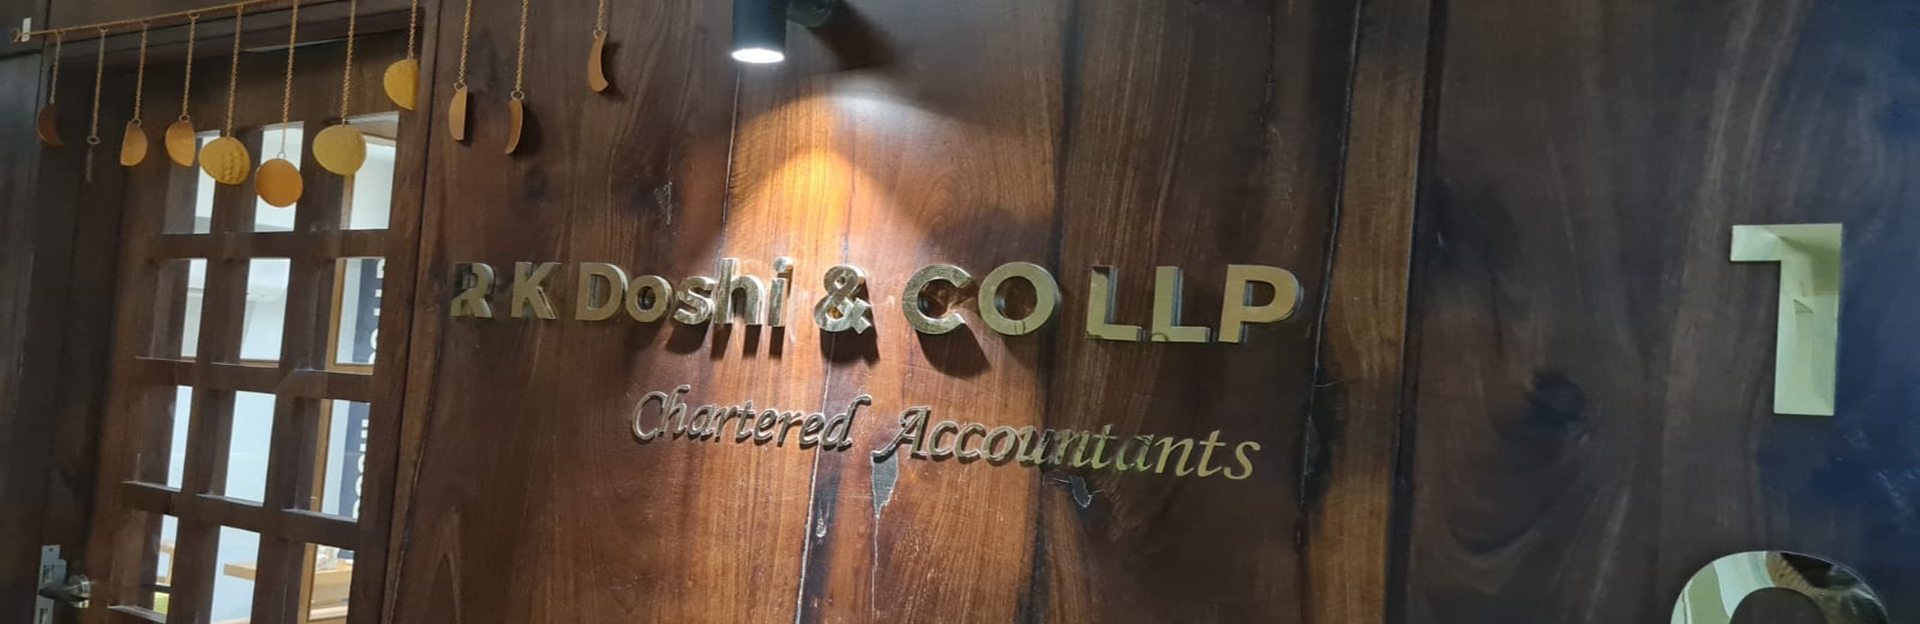 R K Doshi & CO LLP
Chartered Accountants
1